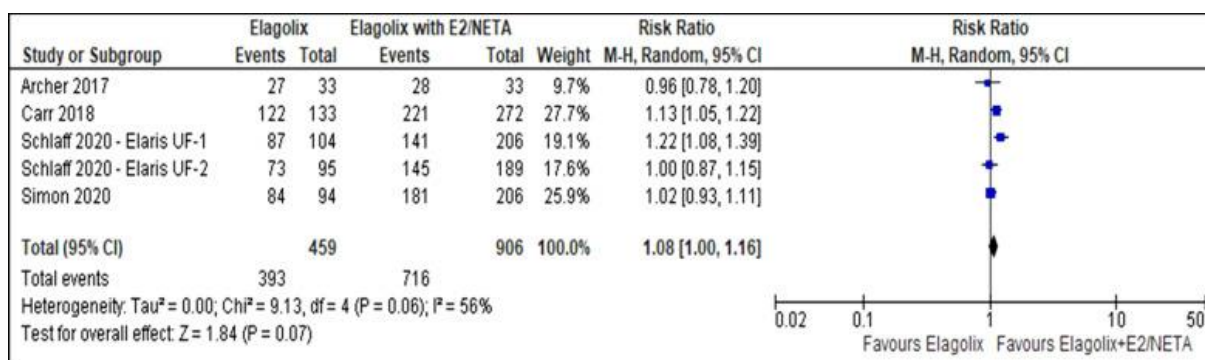 Elagolix Elagolix with E2/NETA Risk Ratio Risk Ratio
Study or Subgroup Events Total Events Total Weight M-H, Random, 95% CI M-H, Random, 95% CI
Archer 2017 27 33 28 33 9.7% 0.96 [0.78, 1.20]
Carr 2018 122 133 221 272 27.7% 1.13 [1.05, 1.22]
Schlaff 2020 - Elaris UF-1 87 104 141 206 19.1% 1.22 [1.08, 1.39]
Schlaff 2020 - Elaris UF-2 73 95 145 189 17.6% 1.00 [0.87, 1.15]
Simon 2020 84 94 181 206 25.9% 1.02 [0.93, 1.11]
Total (95% CI) 459 906 100.0% 1.08 [1.00, 1.16]
Total events 393 716
Heterogeneity: Tau² = 0.00; Chi² = 9.13, df = 4 (P = 0.06); I² = 56%
Test for overall effect: Z = 1.84 (P = 0.07)
0.02 0.1 1 10 50
Favours Elagolix Favours Elagolix+E2/NETA